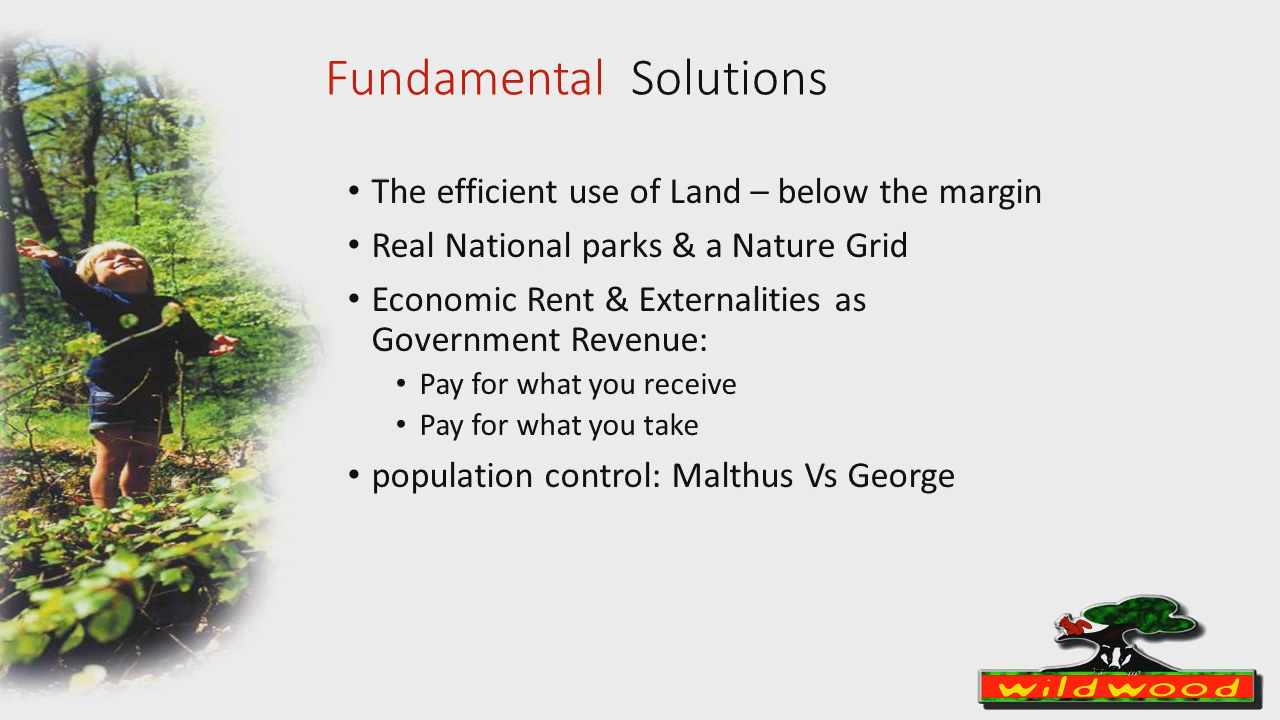 Fundamental Solutions
• The efficient use of Land – below the margin
• Real National parks & a Nature Grid
• Economic Rent & Externalities as
Government Revenue:
• Pay for what you receive
• Pay for what you take
• population control: Malthus Vs George
wildwood